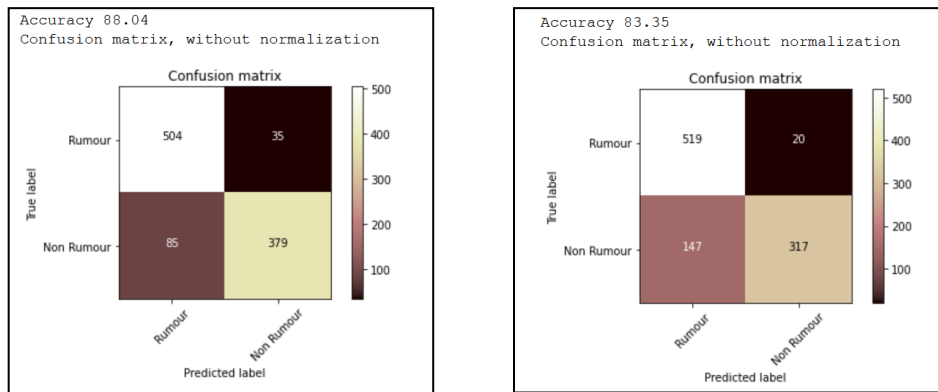 Accuracy 88.04
Confusion matrix, without normalization
Confusion matrix
500
504
35
Rumour
400
300
True label
200
85
379
Non Rumour
100
Rumour
Non Rumour
Predicted label
Accuracy 83.35
Confusion matrix, without normalization
Confusion matrix
500
519
20
Rumour
400
300
True label
200
147
317
Non Rumour
100
Rumour
Non Rumour
Predicted label